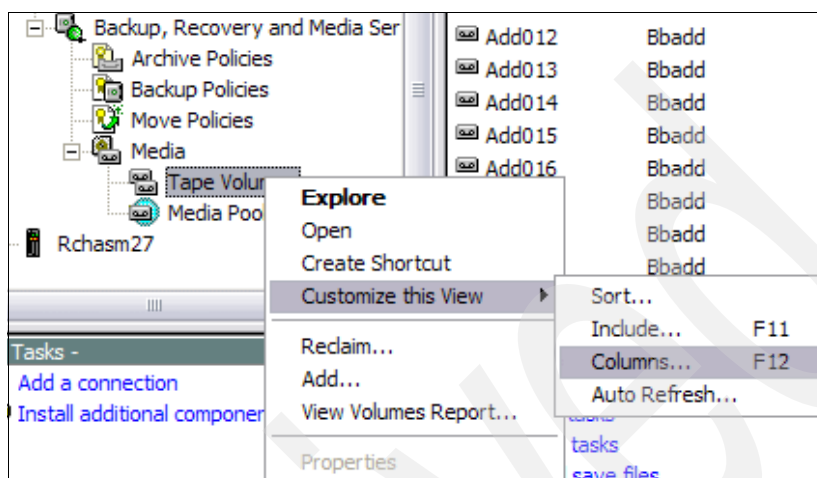 Backup, Recovery and Media Ser
Archive Policies
Backup Policies
Move Policies
Media
Tape Volu
Media Poo
Rchasm27
Add012 Bbadd
Add013 Bbadd
Add014 Bbadd
Add015 Bbadd
Add016 Bbadd
Bbadd
Bbadd
Bbadd
Explore
Open
Create Shortcut
Customize this View
Reclaim...
Add...
View Volumes Report...
Properties
Sort...
Include... F11
Columns... F12
Auto Refresh...
Tasks -
Add a connection
Install additional componen
tasks
tasks
save files